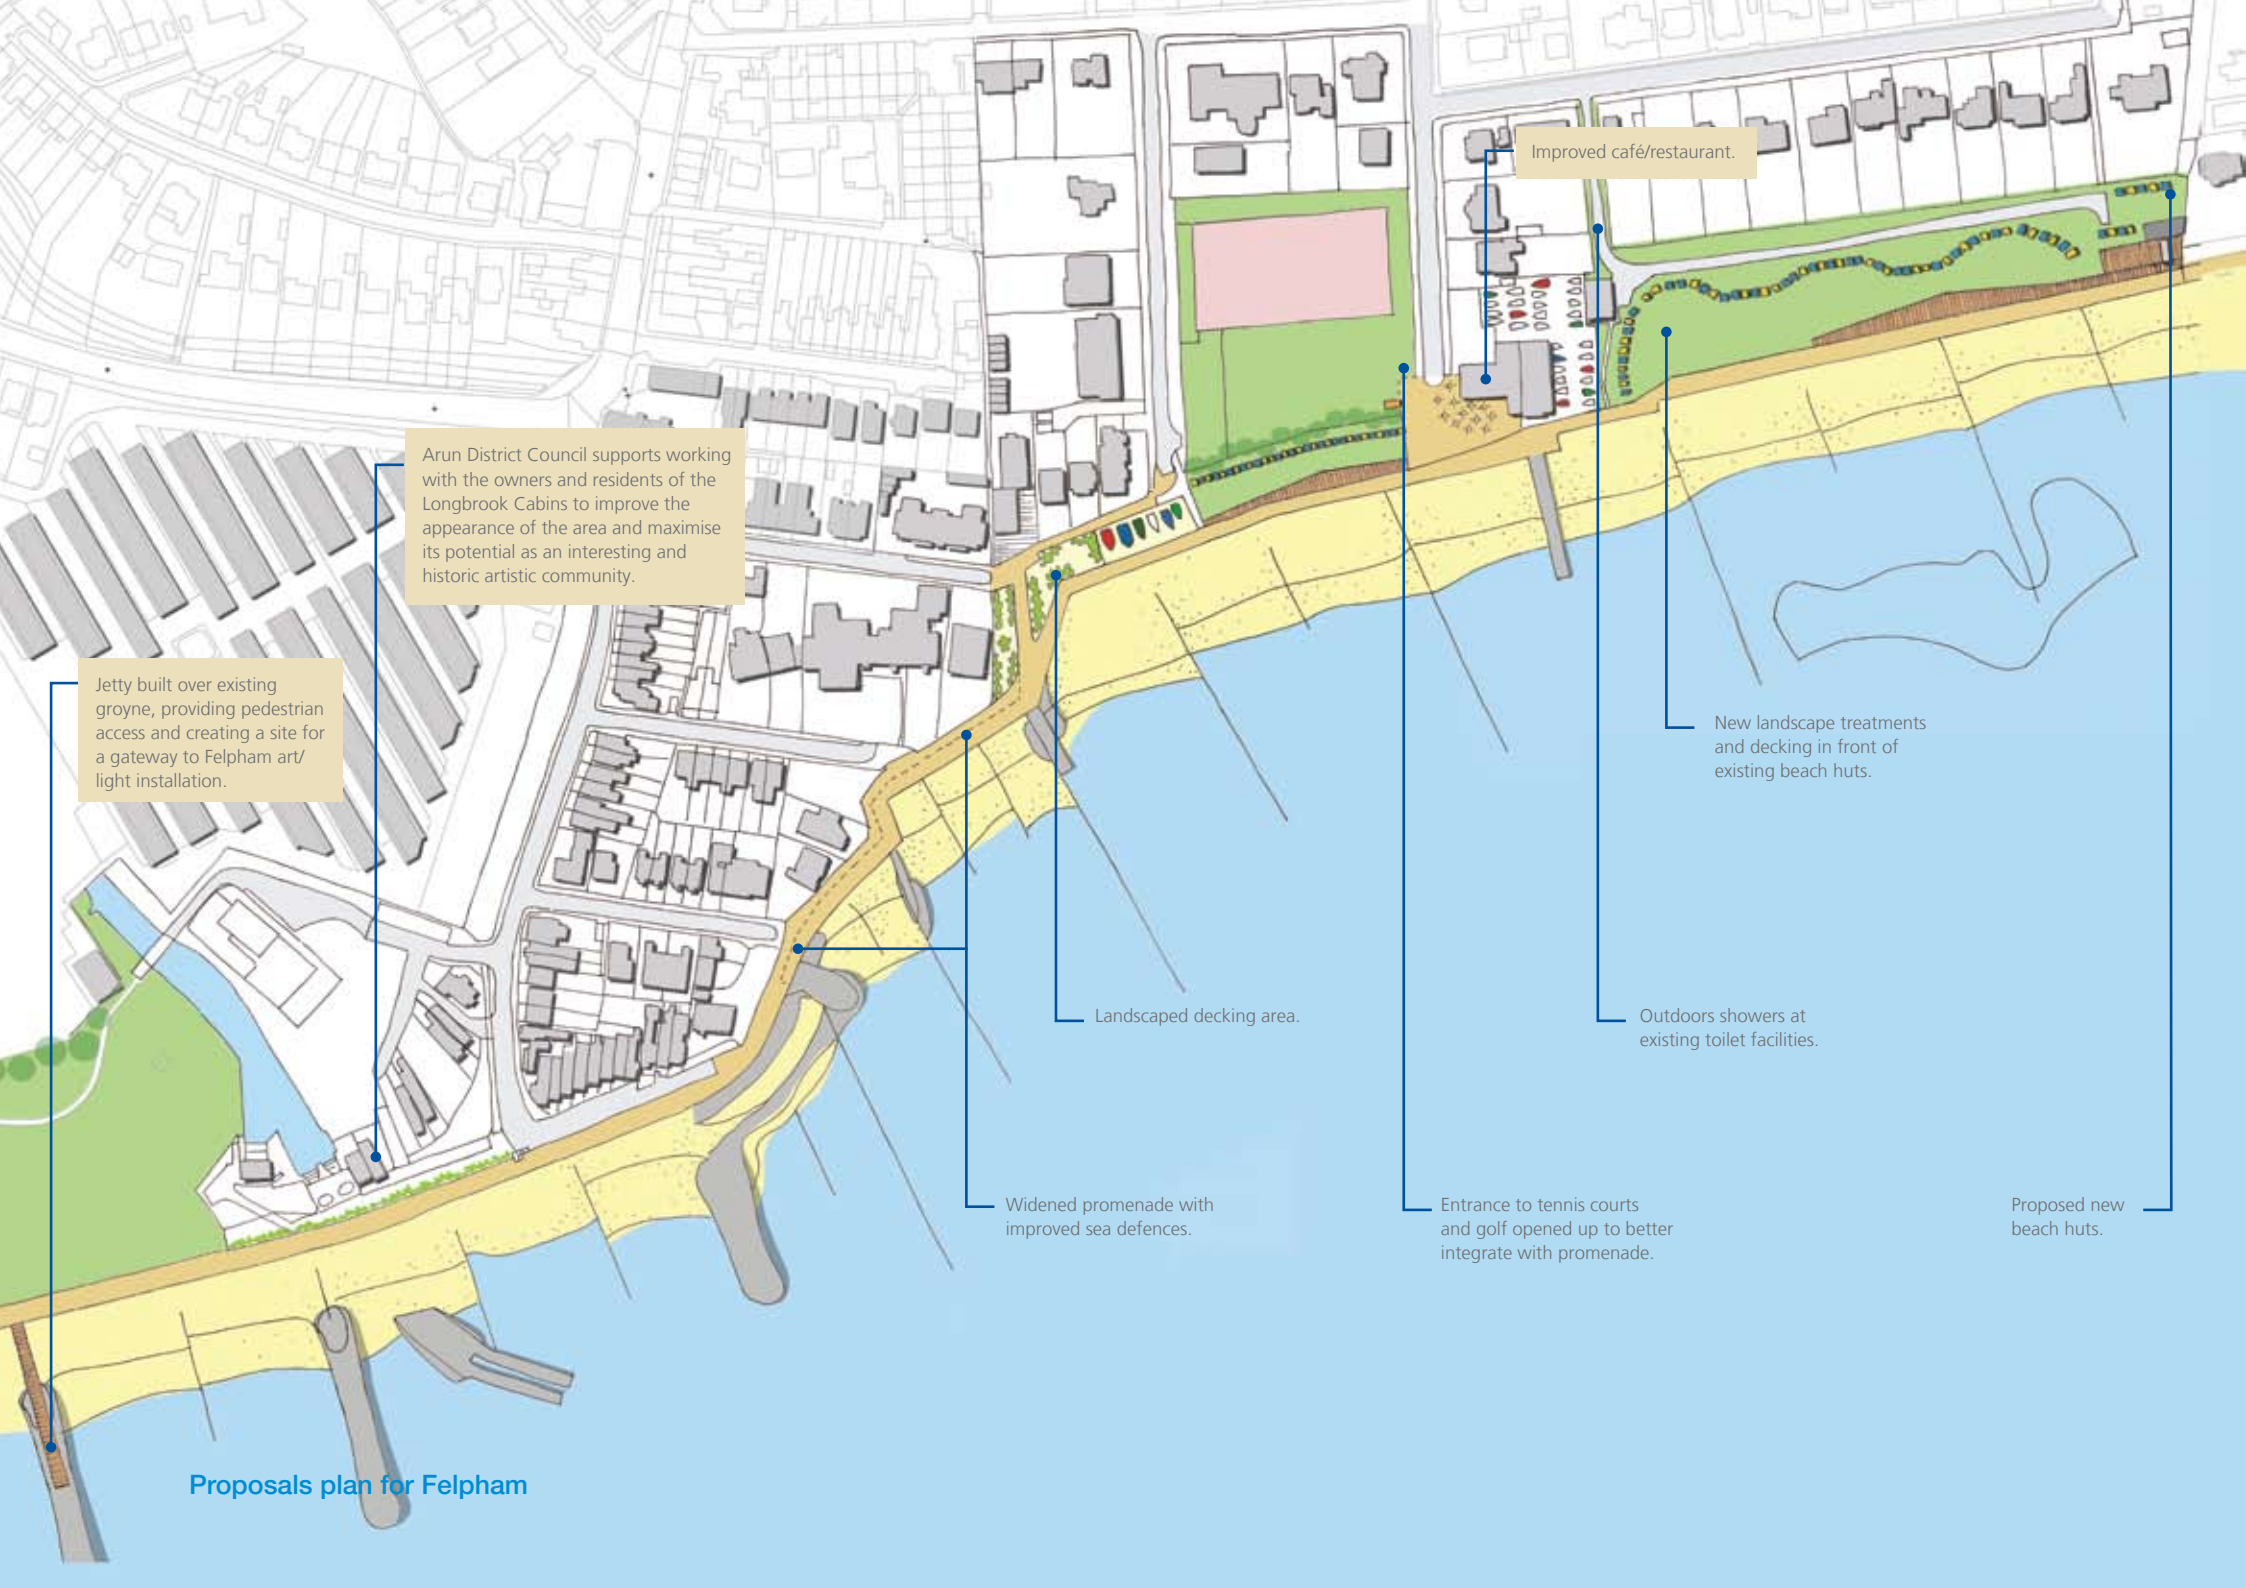 Improved café/restaurant.
Arun District Council supports working
with the owners and residents of the
Longbrook Cabins to improve the
appearance of the area and maximise
its potential as an interesting and
historic artistic community.
Jetty built over existing
groyne, providing pedestrian
access and creating a site for
a gateway to Felpham art/
light installation.
New landscape treatments
and decking in front of
existing beach huts.
Landscaped decking area.
Outdoors showers at
existing toilet facilities.
Widened promenade with
improved sea defences.
Entrance to tennis courts
and golf opened up to better
integrate with promenade.
Proposed new
beach huts.
Proposals plan for Felpham